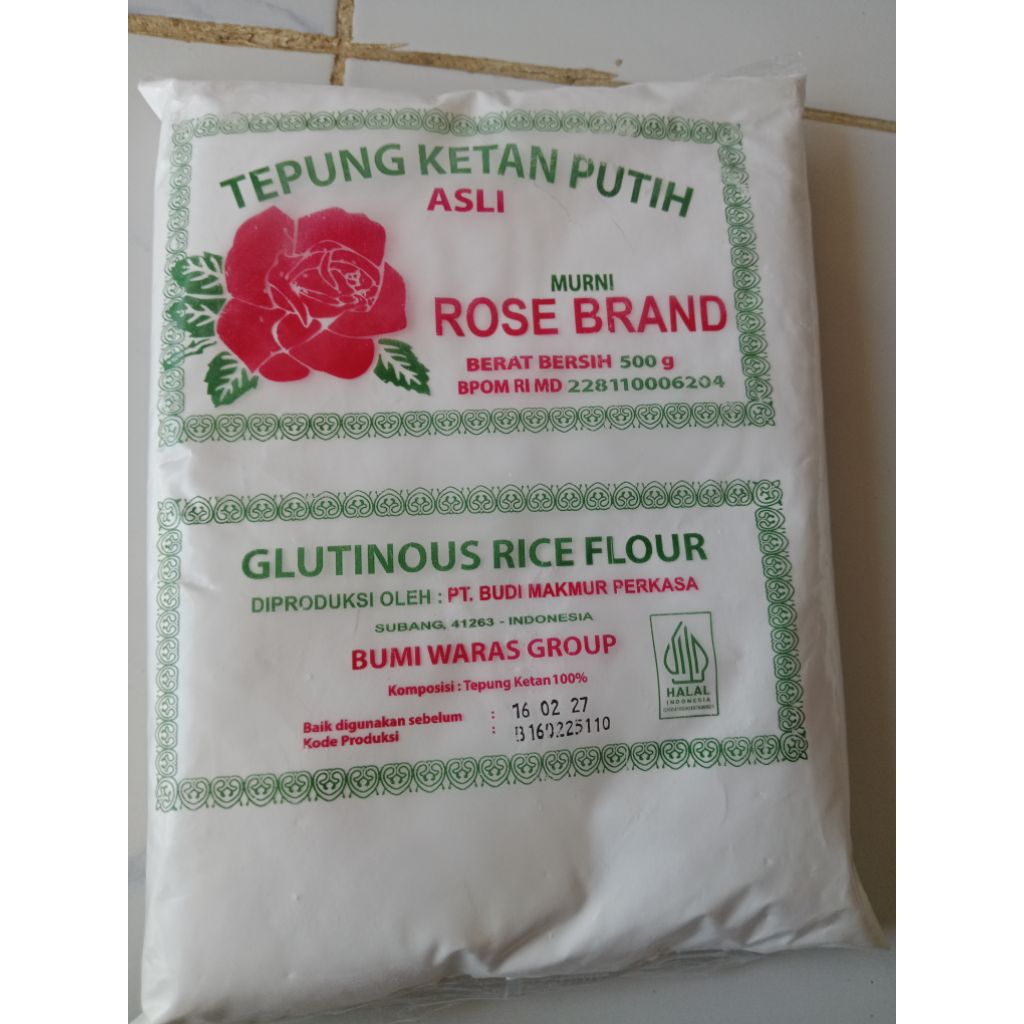 TEPUNG KETAN PUTIH
ASLI
MURNI
ROSE BRAND
BERAT BERSIH 500 g
BPOM RI MD 228110006204
GLUTINOUS RICE FLOUR
DIPRODUKSI OLEH : PT. BUDI MAKMUR PERKASA
SUBANG, 41263 - INDONESIA
BUMI WARAS GROUP
Komposisi : Tepung Ketan 100%
Baik digunakan sebelum : 16 02 27
Kode Produksi : B160225110
HALAL
INDONESIA